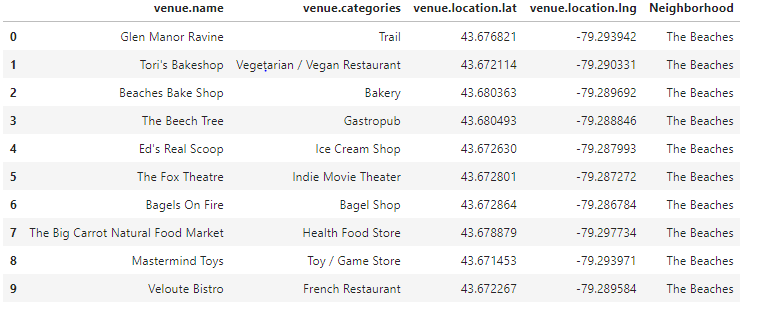 venue.name venue.categories venue.location.lat venue.location.lng Neighborhood
0 Glen Manor Ravine Trail 43.676821 -79.293942 The Beaches
1 Tori's Bakeshop Vegeţarian / Vegan Restaurant 43.672114 -79.290331 The Beaches
2 Beaches Bake Shop Bakery 43.680363 -79.289692 The Beaches
3 The Beech Tree Gastropub 43.680493 -79.288846 The Beaches
4 Ed's Real Scoop Ice Cream Shop 43.672630 -79.287993 The Beaches
5 The Fox Theatre Indie Movie Theater 43.672801 -79.287272 The Beaches
6 Bagels On Fire Bagel Shop 43.672864 -79.286784 The Beaches
7 The Big Carrot Natural Food Market Health Food Store 43.678879 -79.297734 The Beaches
8 Mastermind Toys Toy / Game Store 43.671453 -79.293971 The Beaches
9 Veloute Bistro French Restaurant 43.672267 -79.289584 The Beaches